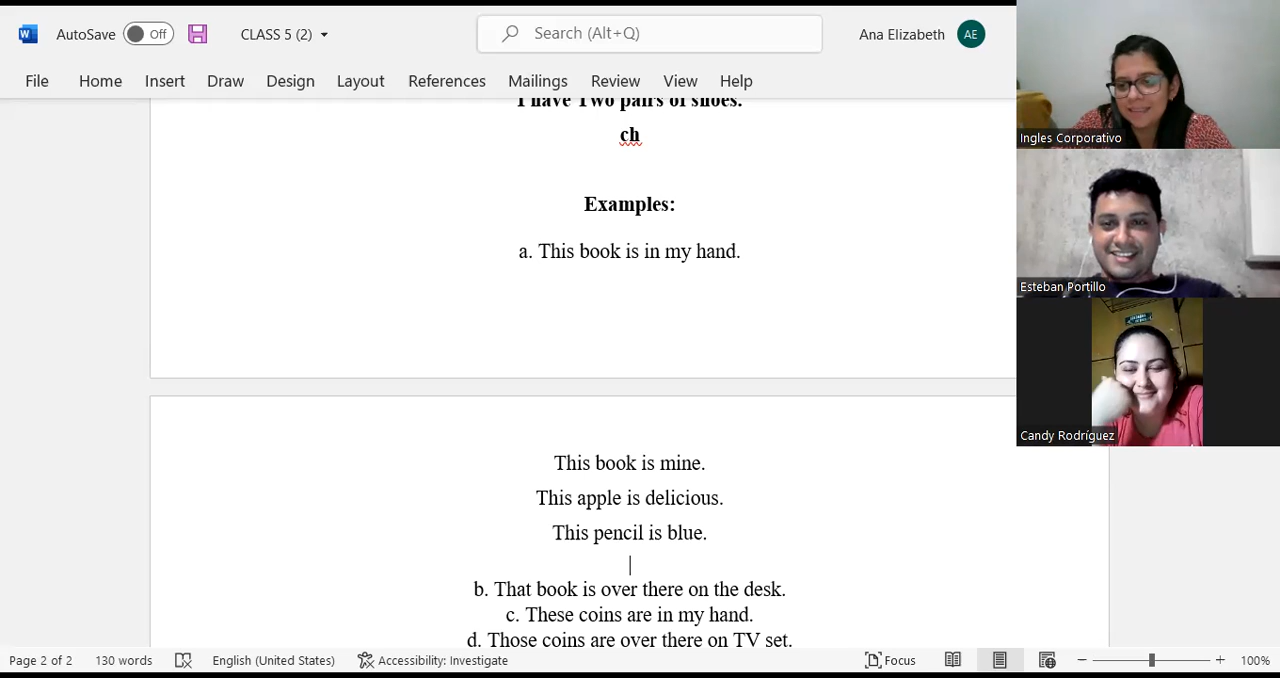 AutoSave Off CLASS 5 (2) Search (Alt+Q) Ana Elizabeth AE
File Home Insert Draw Design Layout References Mailings Review View Help
I have Two pairs of shoes.
ch
Examples:
a. This book is in my hand.
This book is mine.
This apple is delicious.
This pencil is blue.
b. That book is over there on the desk.
c. These coins are in my hand.
d. Those coins are over there on TV set.
Ingles Corporativo
Esteban Portillo
Candy Rodríguez
Page 2 of 2 130 words English (United States) Accessibility: Investigate Focus 100%